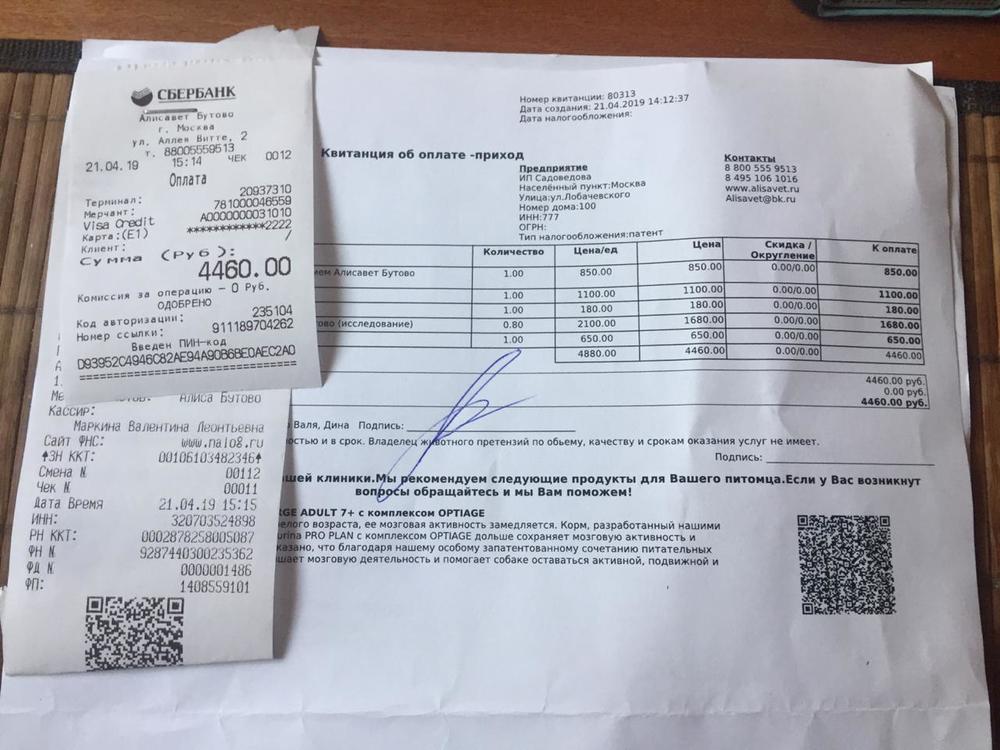 СБЕРБАНК
Алисавет Бутово
г. Москва
ул. Аллея Витте, 2
т. 88005559513
21.04.19 15:14 ЧЕК 0012
Оплата
Терминал: 20937310
Мерчант: 781000046559
Visa Credit A0000000031010
Карта:(E1) ************2222
Клиент: /
Сумма (Руб):
4460.00
Комиссия за операцию - 0 Руб.
ОДОБРЕНО
Код авторизации: 235104
Номер ссылки: 911189704262
Введен ПИН-код
D93952C4946C82AE94A90B6BE0AEC2A0
==============================
АЛИСА БУТОВО
Кассир:
Маркина Валентина Леонтьевна
Сайт ФНС: www.nalog.ru
ЗН ККТ: 00106103482346
Смена N 00112
Чек N 00011
Дата Время 21.04.19 15:15
ИНН: 320703524898
РН ККТ: 0002878258005087
ФН N 9287440300235362
ФД N 0000001486
ФП: 1408559101
Номер квитанции: 80313
Дата создания: 21.04.2019 14:12:37
Дата налогообложения:
Квитанция об оплате -приход
Предприятие
ИП Садоведова
Населённый пункт:Москва
Улица:ул.Лобачевского
Номер дома:100
ИНН:777
ОГРН:
Тип налогообложения:патент
Контакты
8 800 555 9513
8 495 106 1016
www.alisavet.ru
Alisavet@bk.ru
Количество Цена/ед Цена Скидка / Округление К оплате
ием Алисавет Бутово 1.00 850.00 850.00 0.00/0.00 850.00
1.00 1100.00 1100.00 0.00/0.00 1100.00
1.00 180.00 180.00 0.00/0.00 180.00
ово (исследование) 0.80 2100.00 1680.00 0.00/0.00 1680.00
1.00 650.00 650.00 0.00/0.00 650.00
4880.00 4460.00 0.00/0.00 4460.00
4460.00 руб.
0.00 руб.
4460.00 руб.
Валя, Дина Подпись:
остью и в срок. Владелец животного претензий по обьему, качеству и срокам оказания услуг не имеет.
Подпись:
ашей клиники.Мы рекомендуем следующие продукты для Вашего питомца.Если у Вас возникнут
вопросы обращайтесь и мы Вам поможем!
RGE ADULT 7+ с комплексом OPTIAGE
елого возраста, ее мозговая активность замедляется. Корм, разработанный нашими
urina PRO PLAN с комплексом OPTIAGE дольше сохраняет мозговую активность и
казано, что благодаря нашему особому запатентованному сочетанию питательных
шает мозговую деятельность и помогает собаке оставаться активной, подвижной и